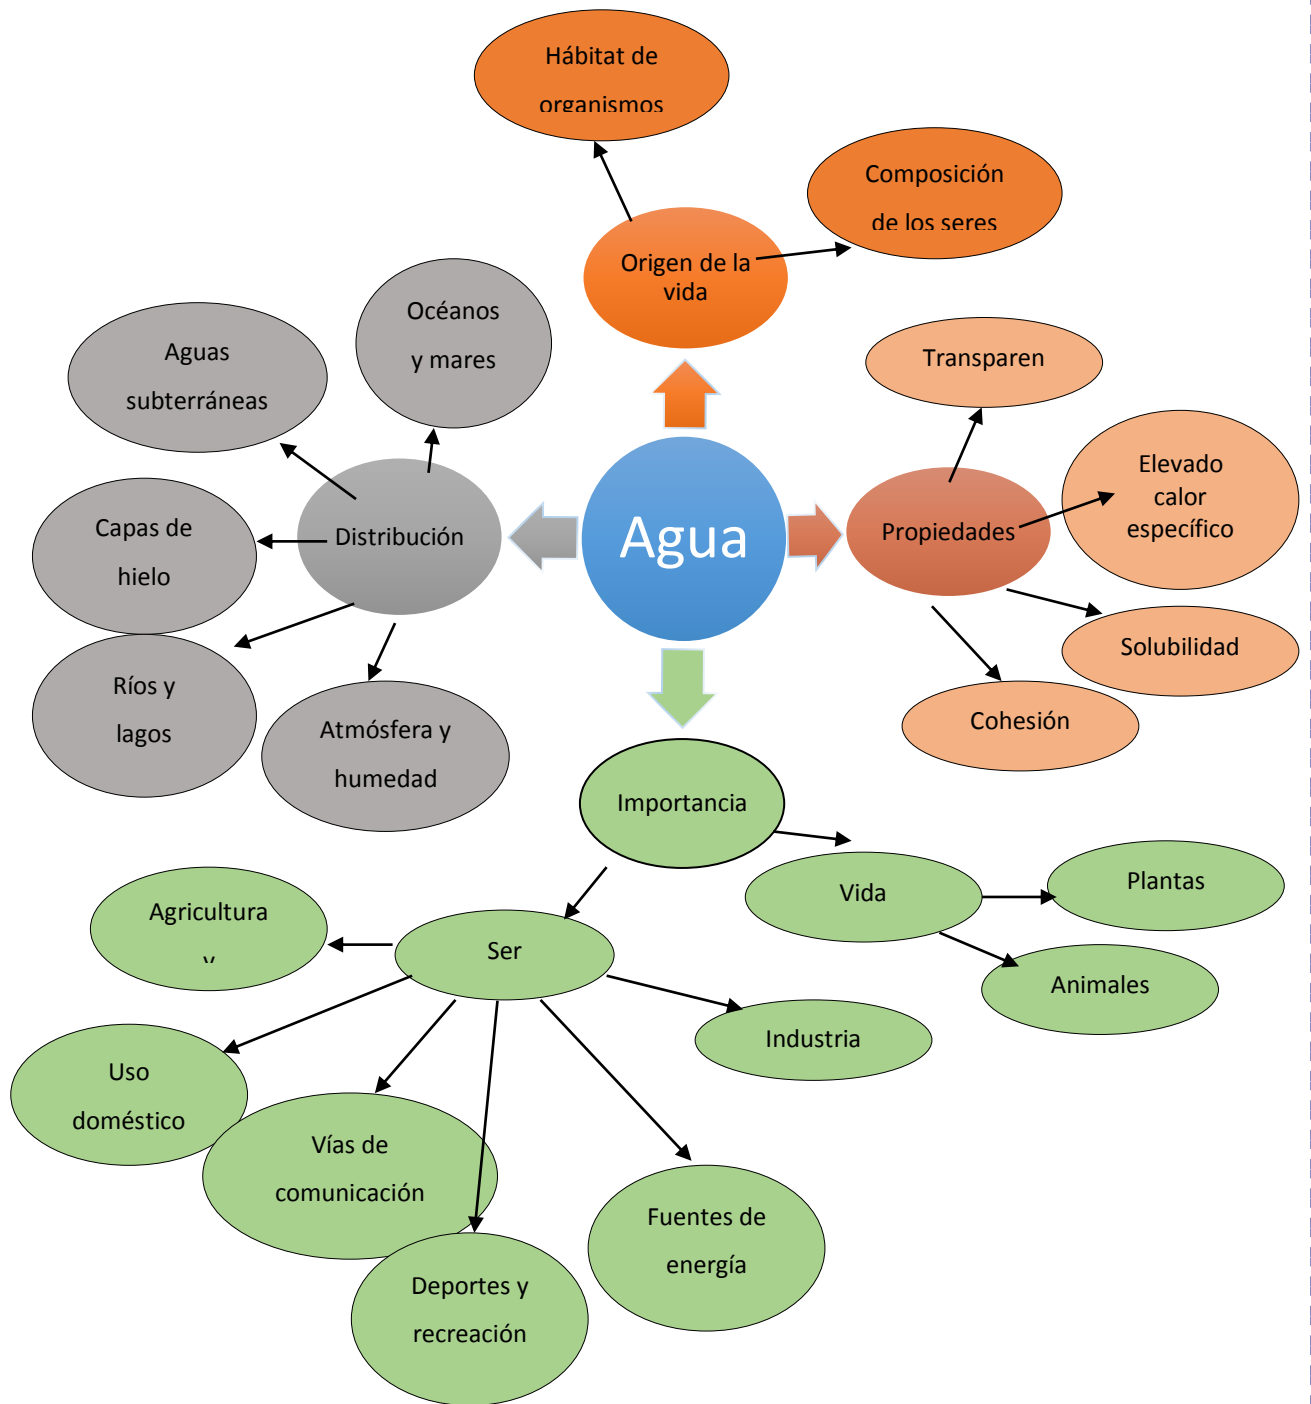 Hábitat de
organismos
Composición
de los seres
Origen de la
vida
Océanos
y mares
Aguas
subterráneas
Transparen
Elevado
calor
específico
Capas de
hielo
Distribución
Agua
Propiedades
Solubilidad
Ríos y
lagos
Atmósfera y
humedad
Cohesión
Importancia
Vida
Plantas
Agricultura
y
Ser
Animales
Industria
Uso
doméstico
Vías de
comunicación
Fuentes de
energía
Deportes y
recreación